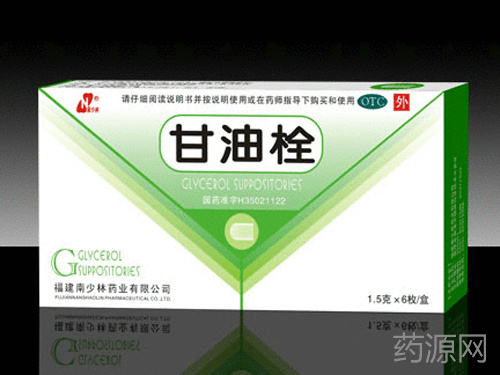 请仔细阅读说明书并按说明使用或在药师指导下购买和使用 OTC 外
甘油栓
GLYCEROL SUPPOSITORIES
国药准字H35021122
GLYCEROL
SUPPOSITORIES
福建南少林药业有限公司
FUJIANNANSHAOLIN PHARMACEUTICAL CO.,LTD.
1.5克×6枚/盒
药源网